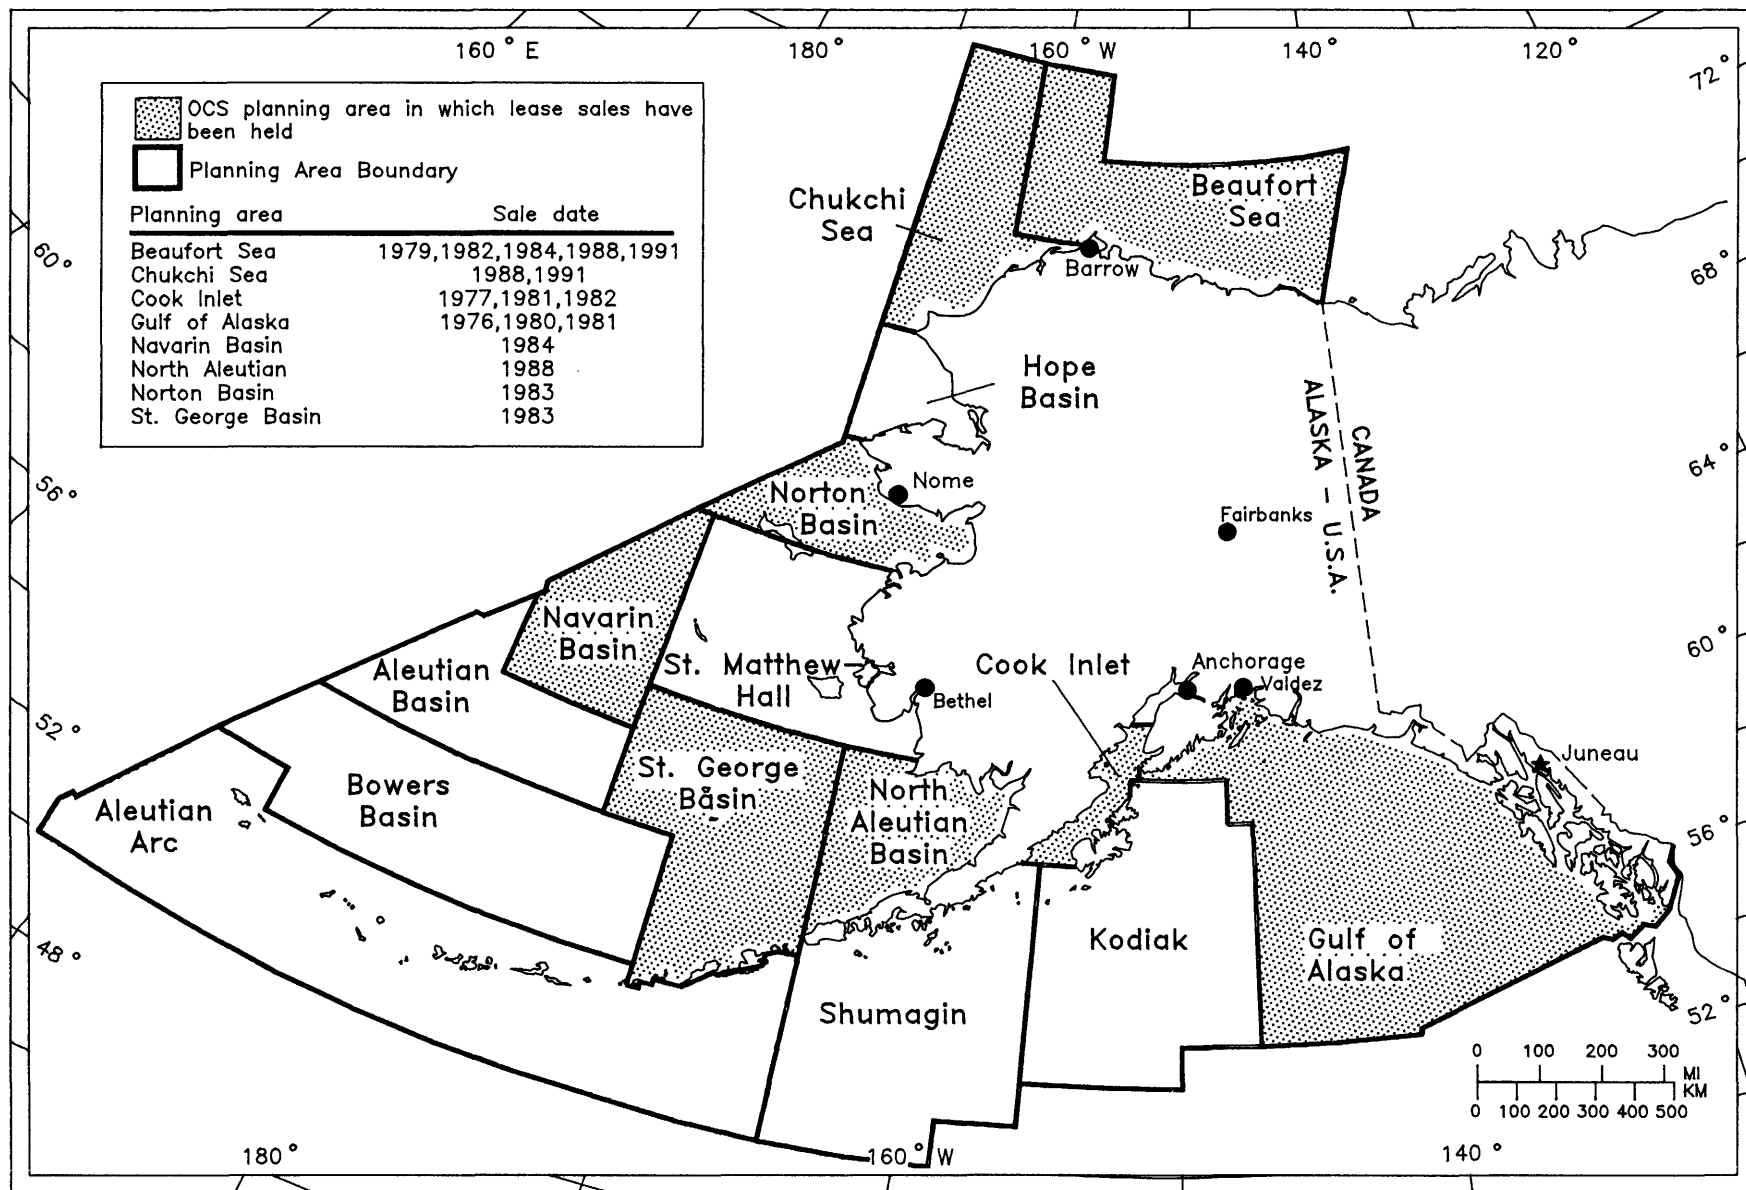 160° E
180°
160° W
140°
120°
72°
OCS planning area in which lease sales have
been held
Planning Area Boundary
Planning area Sale date
Beaufort Sea 1979,1982,1984,1988,1991
Chukchi Sea 1988,1991
Cook Inlet 1977,1981,1982
Gulf of Alaska 1976,1980,1981
Navarin Basin 1984
North Aleutian 1988
Norton Basin 1983
St. George Basin 1983
Chukchi
Sea
Beaufort
Sea
Barrow
60°
68°
Hope
Basin
ALASKA – U.S.A.
CANADA
56°
64°
Nome
Norton
Basin
Fairbanks
Navarin
Basin
60°
Aleutian
Basin
St. Matthew
Hall
Bethel
Cook Inlet
Anchorage
Valdez
52°
Juneau
St. George
Basin
Bowers
Basin
North
Aleutian
Basin
Aleutian
Arc
56°
Kodiak
Gulf of
Alaska
48°
Shumagin
52°
0 100 200 300
MI
KM
0 100 200 300 400 500
180°
160° W
140°